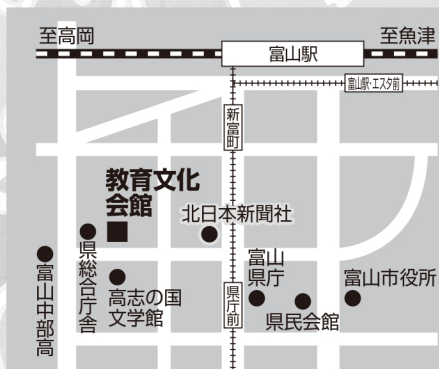 至高岡
富山駅
至魚津
富山駅・エスタ前
新富町
教育文化
会館
北日本新聞社
県総合庁舎
富山中部高
高志の国
文学館
富山
県庁
県庁前
県民会館
富山市役所